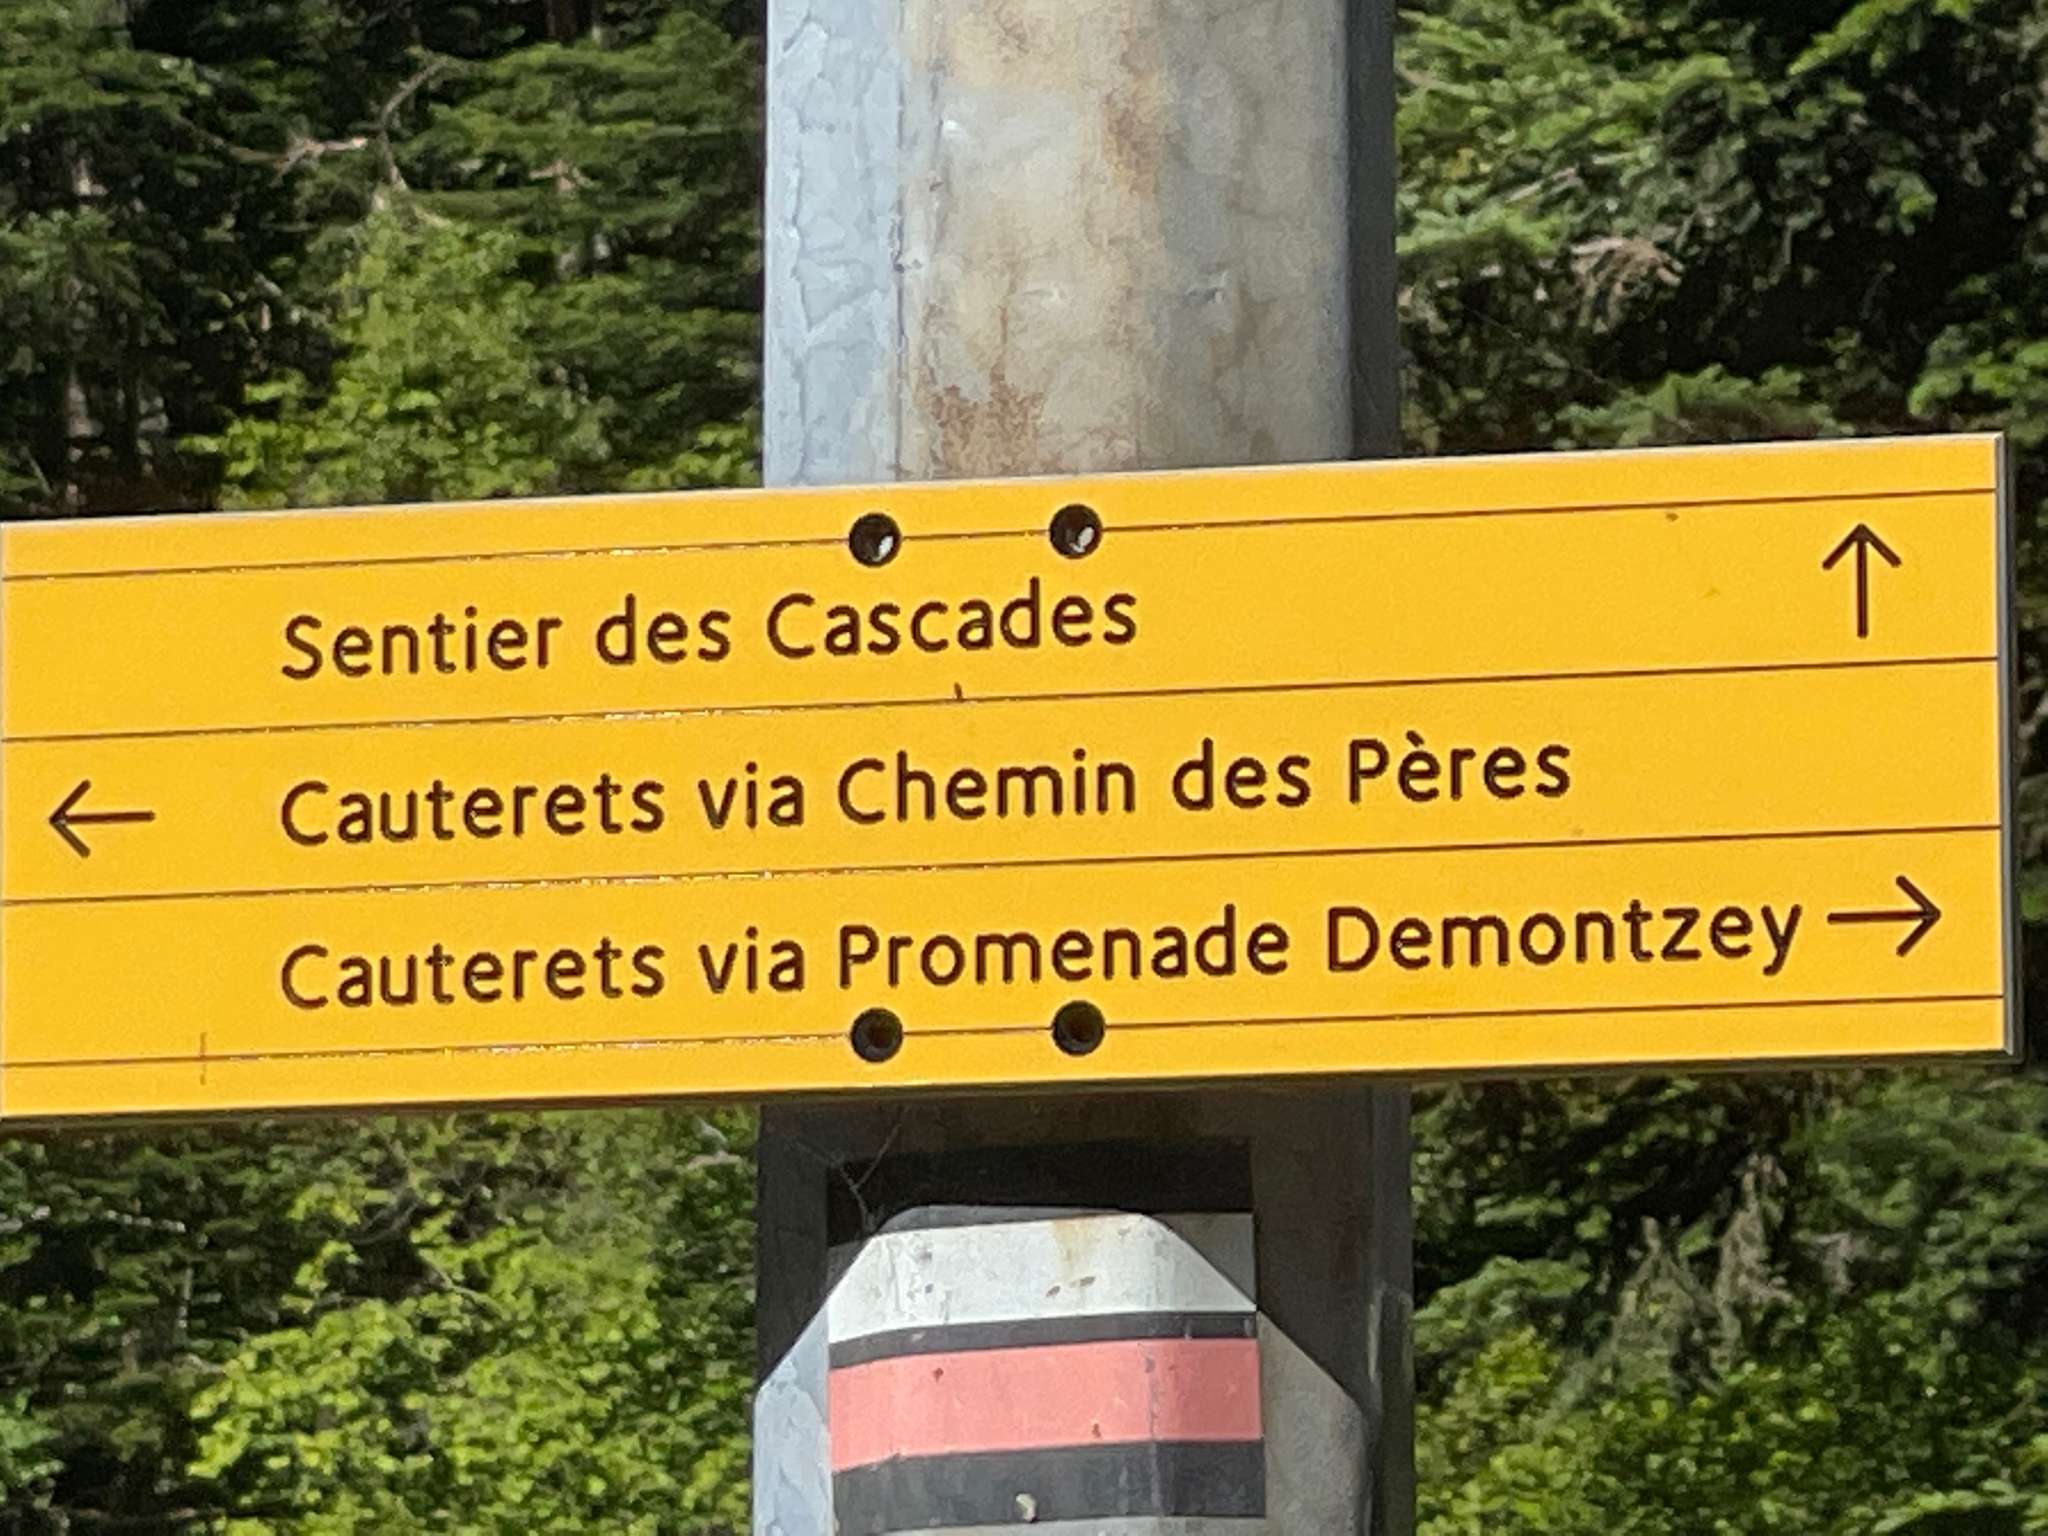 Sentier des Cascades
Cauterets via Chemin des Pères
Cauterets via Promenade Demontzey